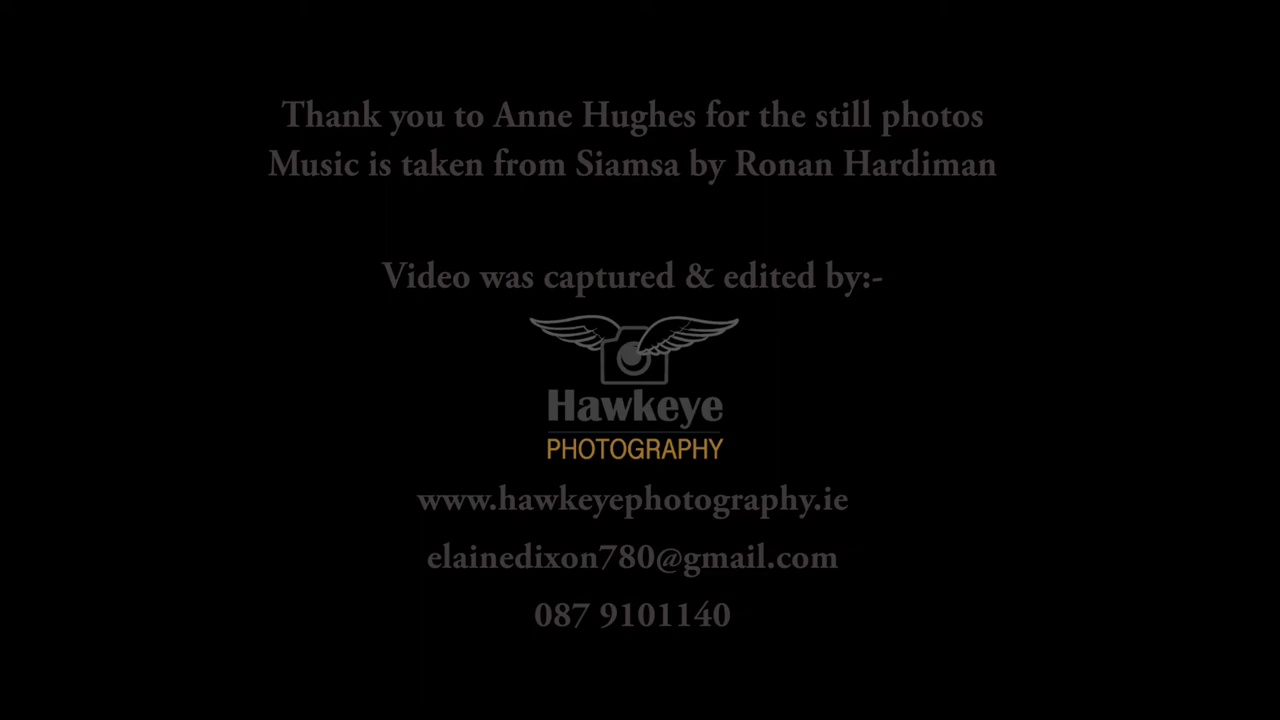 Thank you to Anne Hughes for the still photos
Music is taken from Siamsa by Ronan Hardiman
Video was captured & edited by:-
Hawkeye
PHOTOGRAPHY
www.hawkeyephotography.ie
elainedixon780@gmail.com
087 9101140